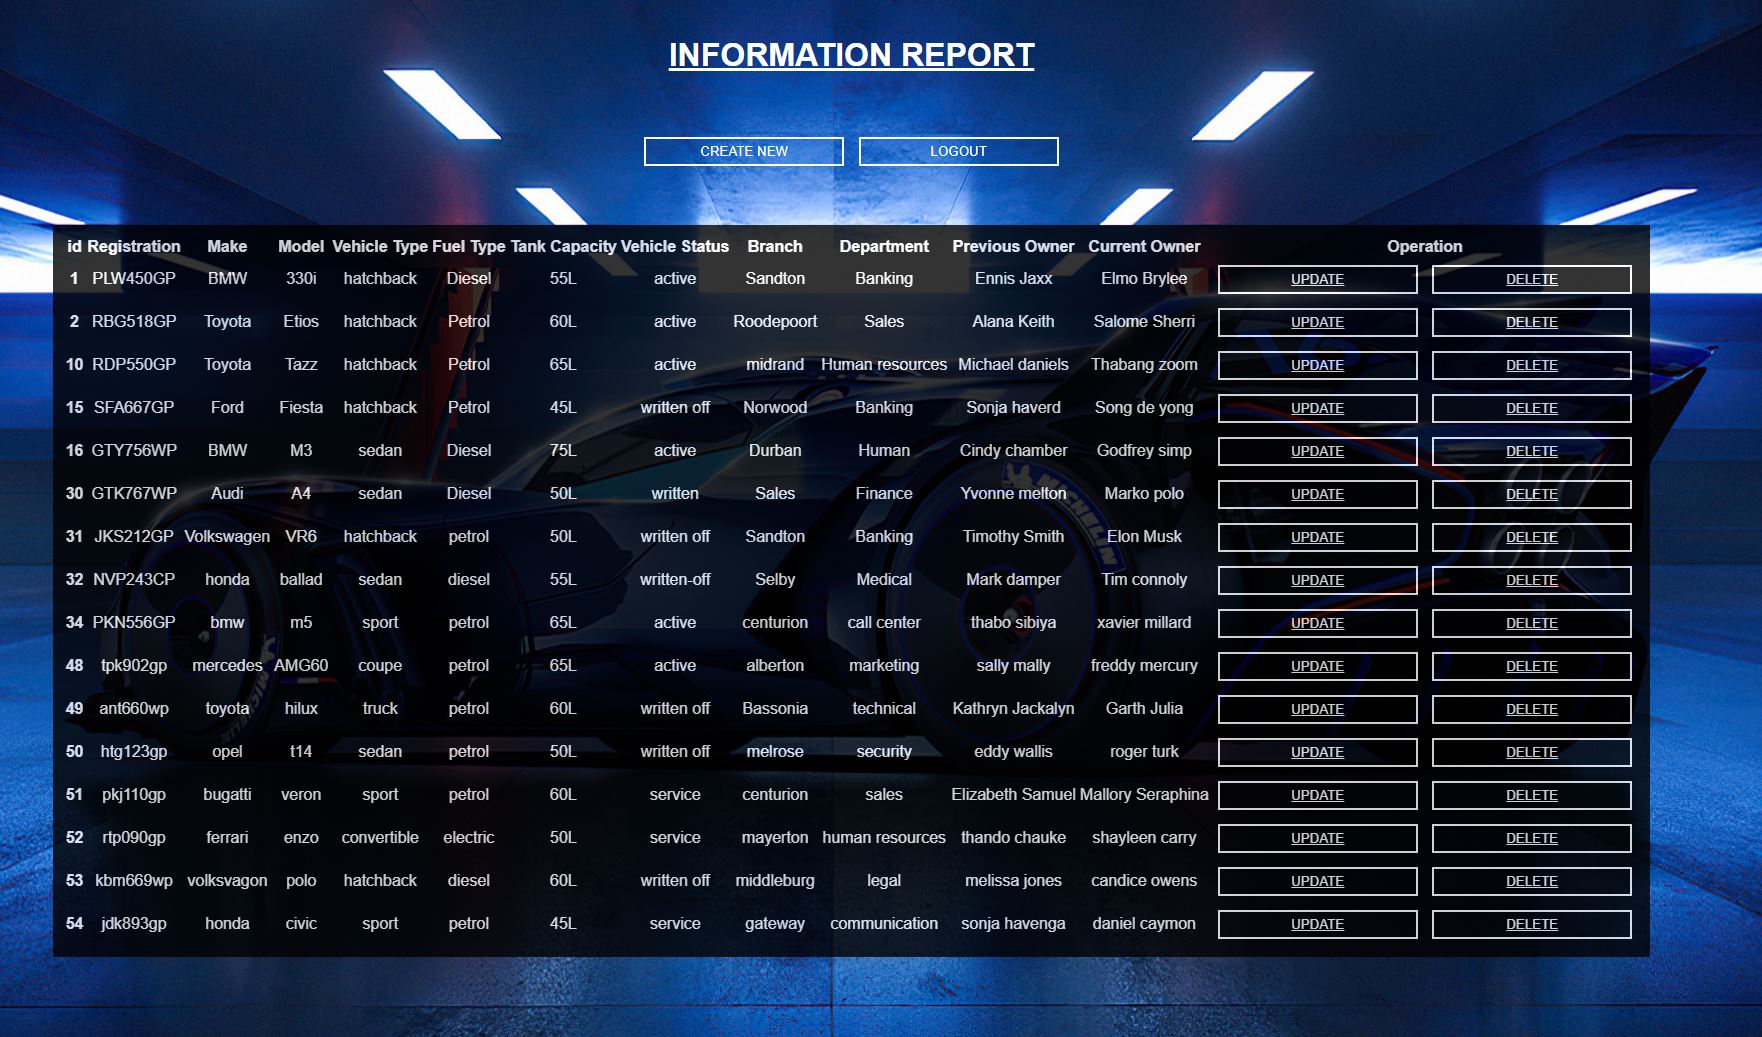 INFORMATION REPORT
CREATE NEW LOGOUT
id Registration Make Model Vehicle Type Fuel Type Tank Capacity Vehicle Status Branch Department Previous Owner Current Owner Operation
1 PLW450GP BMW 330i hatchback Diesel 55L active Sandton Banking Ennis Jaxx Elmo Brylee UPDATE DELETE
2 RBG518GP Toyota Etios hatchback Petrol 60L active Roodepoort Sales Alana Keith Salome Sherri UPDATE DELETE
10 RDP550GP Toyota Tazz hatchback Petrol 65L active midrand Human resources Michael daniels Thabang zoom UPDATE DELETE
15 SFA667GP Ford Fiesta hatchback Petrol 45L written off Norwood Banking Sonja haverd Song de yong UPDATE DELETE
16 GTY756WP BMW M3 sedan Diesel 75L active Durban Human Cindy chamber Godfrey simp UPDATE DELETE
30 GTK767WP Audi A4 sedan Diesel 50L written Sales Finance Yvonne melton Marko polo UPDATE DELETE
31 JKS212GP Volkswagen VR6 hatchback petrol 50L written off Sandton Banking Timothy Smith Elon Musk UPDATE DELETE
32 NVP243CP honda ballad sedan diesel 55L written-off Selby Medical Mark damper Tim connoly UPDATE DELETE
34 PKN556GP bmw m5 sport petrol 65L active centurion call center thabo sibiya xavier millard UPDATE DELETE
48 tpk902gp mercedes AMG60 coupe petrol 65L active alberton marketing sally mally freddy mercury UPDATE DELETE
49 ant660wp toyota hilux truck petrol 60L written off Bassonia technical Kathryn Jackalyn Garth Julia UPDATE DELETE
50 htg123gp opel t14 sedan petrol 50L written off melrose security eddy wallis roger turk UPDATE DELETE
51 pkj110gp bugatti veron sport petrol 60L service centurion sales Elizabeth Samuel Mallory Seraphina UPDATE DELETE
52 rtp090gp ferrari enzo convertible electric 50L service mayerton human resources thando chauke shayleen carry UPDATE DELETE
53 kbm669wp volksvagon polo hatchback diesel 60L written off middleburg legal melissa jones candice owens UPDATE DELETE
54 jdk893gp honda civic sport petrol 45L service gateway communication sonja havenga daniel caymon UPDATE DELETE
MICHELIN
MICHELIN